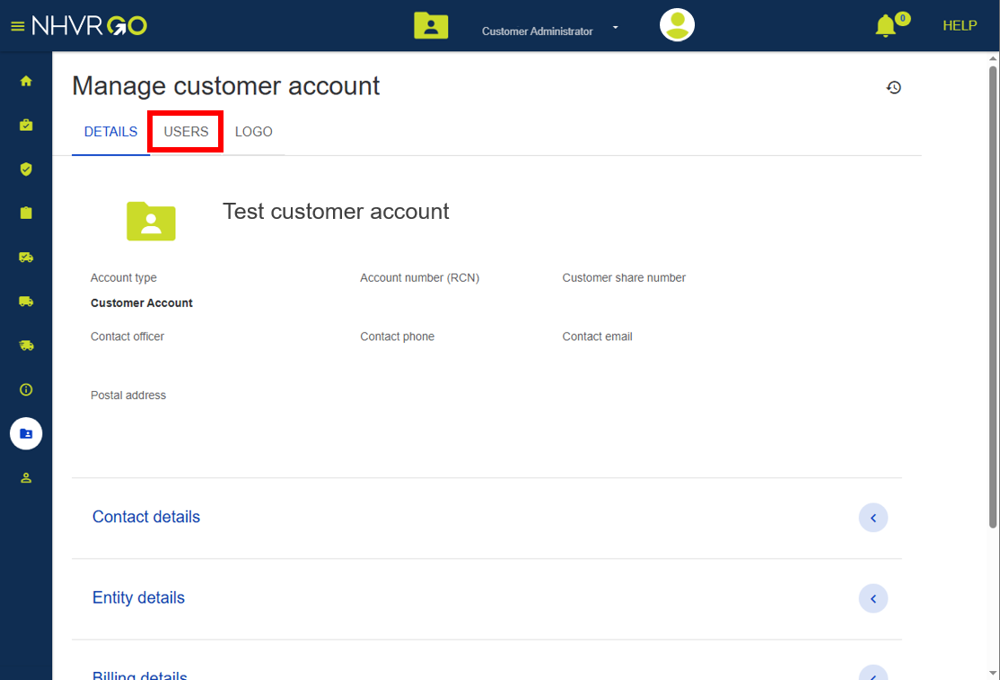 NHVR GO
Customer Administrator
0
HELP
Manage customer account
DETAILS USERS LOGO
Test customer account
Account type Account number (RCN) Customer share number
Customer Account
Contact officer Contact phone Contact email
Postal address
Contact details
Entity details
Billing details